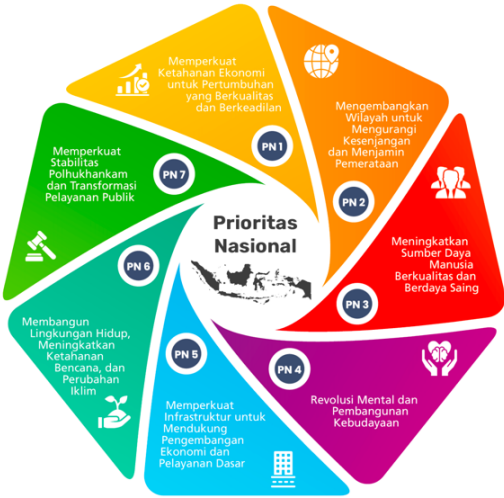 Prioritas
Nasional
Memperkuat
Ketahanan Ekonomi
untuk Pertumbuhan
yang Berkualitas
dan Berkeadilan
PN 1
Mengembangkan
Wilayah untuk
Mengurangi
Kesenjangan
dan Menjamin
Pemerataan
PN 2
Meningkatkan
Sumber Daya
Manusia
Berkualitas dan
Berdaya Saing
PN 3
PN 4
Revolusi Mental dan
Pembangunan
Kebudayaan
PN 5
Memperkuat
Infrastruktur untuk
Mendukung
Pengembangan
Ekonomi dan
Pelayanan Dasar
PN 6
Membangun
Lingkungan Hidup,
Meningkatkan
Ketahanan
Bencana, dan
Perubahan
Iklim
PN 7
Memperkuat
Stabilitas
Polhukhankam
dan Transformasi
Pelayanan Publik